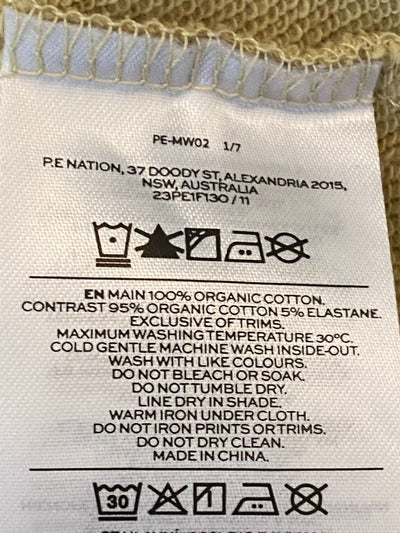 PE-MW02 1/7
P.E NATION, 37 DOODY ST, ALEXANDRIA 2015,
NSW, AUSTRALIA
23PE1F130 / 11
EN MAIN 100% ORGANIC COTTON.
CONTRAST 95% ORGANIC COTTON 5% ELASTANE.
EXCLUSIVE OF TRIMS.
MAXIMUM WASHING TEMPERATURE 30°C.
COLD GENTLE MACHINE WASH INSIDE-OUT.
WASH WITH LIKE COLOURS.
DO NOT BLEACH OR SOAK.
DO NOT TUMBLE DRY.
LINE DRY IN SHADE.
WARM IRON UNDER CLOTH.
DO NOT IRON PRINTS OR TRIMS.
DO NOT DRY CLEAN.
MADE IN CHINA.
30